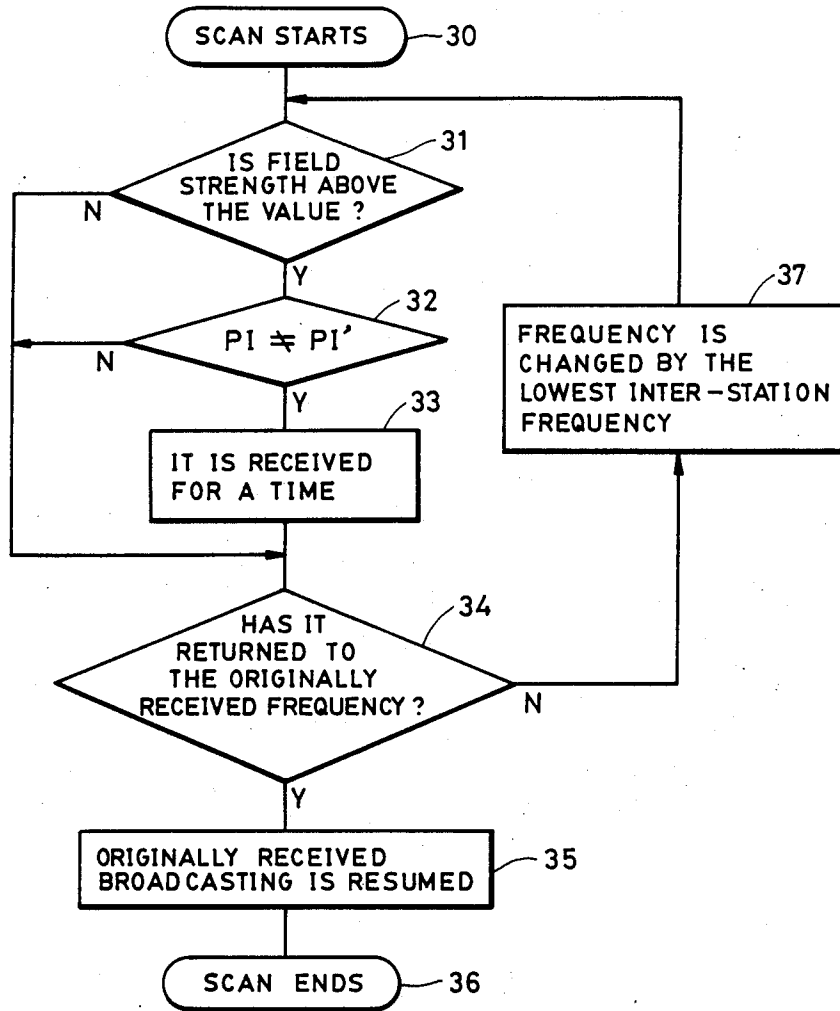 SCAN STARTS
30
IS FIELD
STRENGTH ABOVE
THE VALUE ?
31
N
Y
PI ≠ PI'
32
N
Y
33
IT IS RECEIVED
FOR A TIME
HAS IT
RETURNED TO
THE ORIGINALLY
RECEIVED FREQUENCY ?
34
N
Y
37
FREQUENCY IS
CHANGED BY THE
LOWEST INTER-STATION
FREQUENCY
ORIGINALLY RECEIVED
BROADCASTING IS RESUMED
35
SCAN ENDS
36